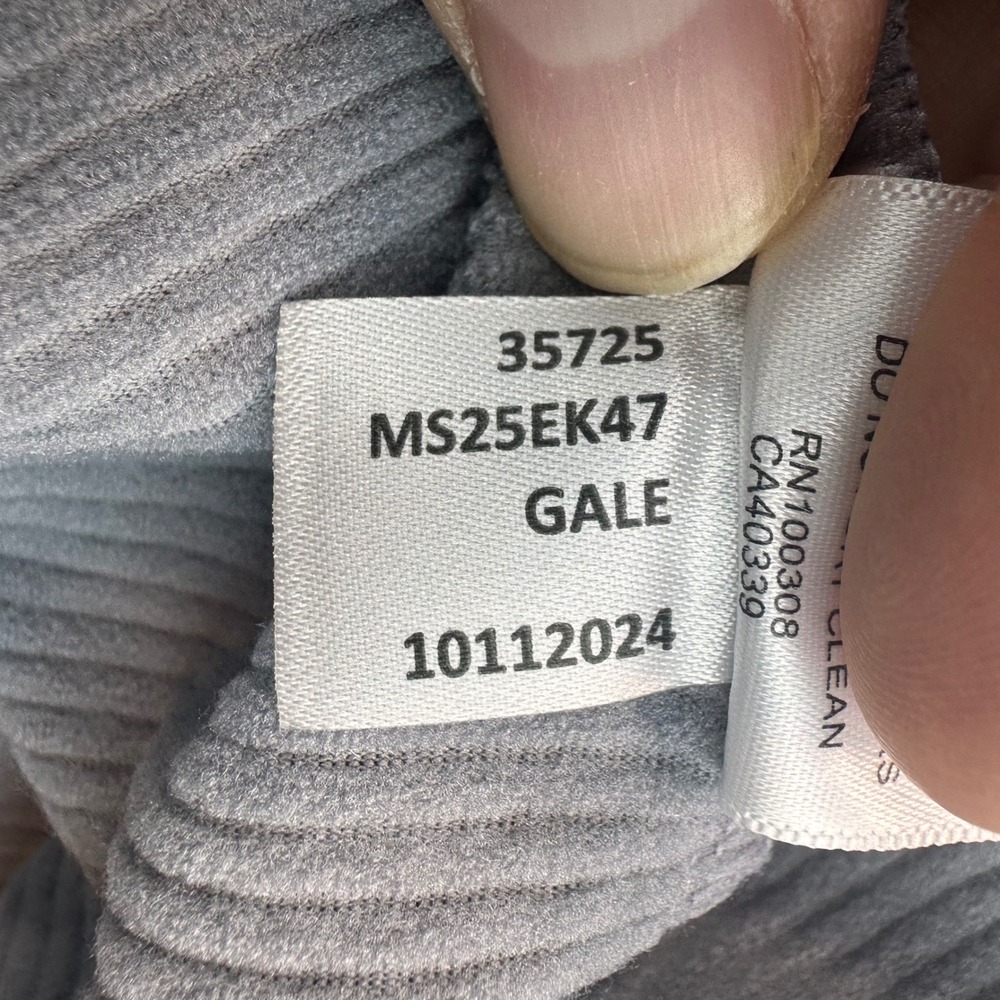 35725
MS25EK47
GALE
10112024
RN100308
CA40339
CLEAN